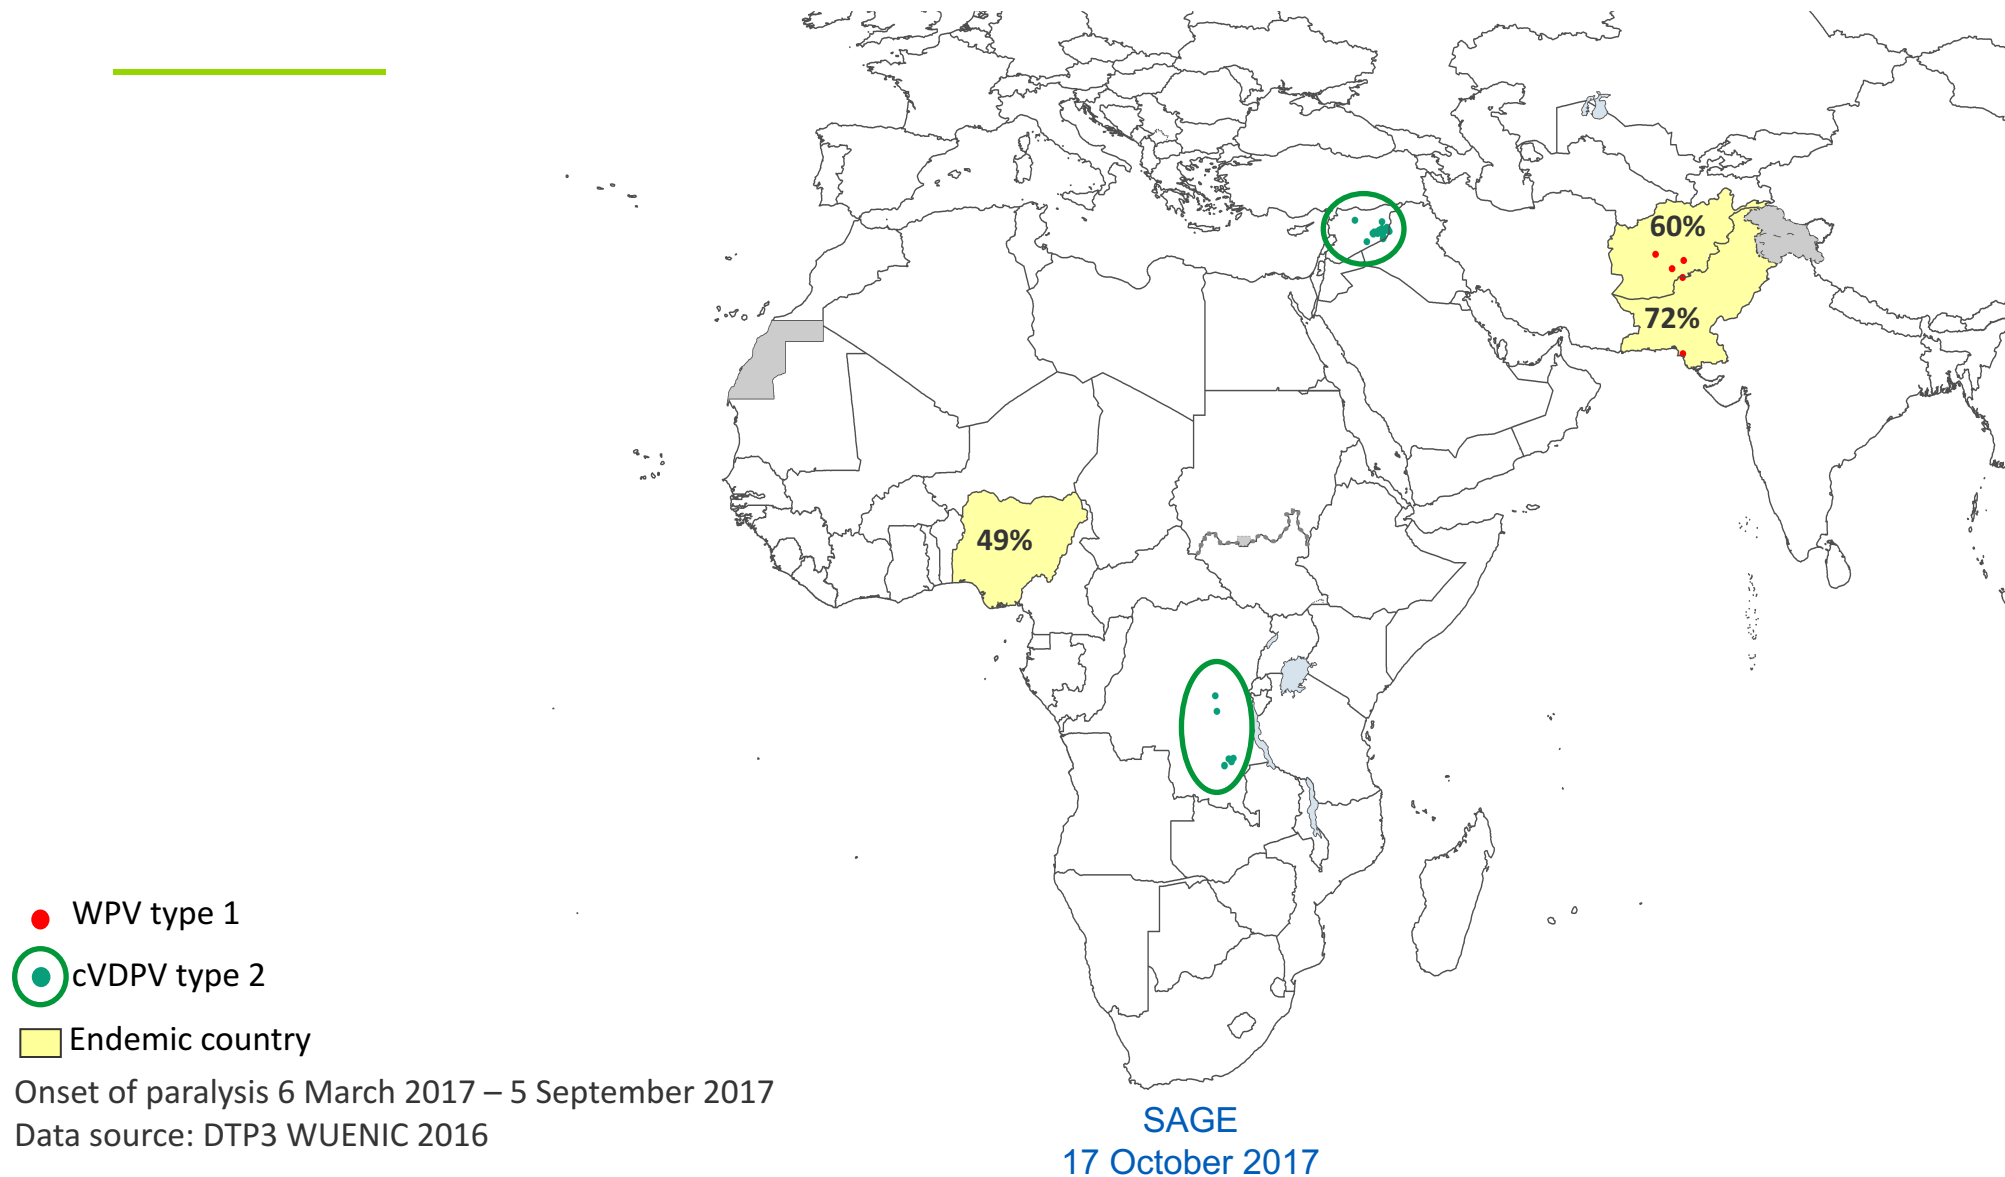 60%
72%
49%
WPV type 1
cVDPV type 2
Endemic country
Onset of paralysis 6 March 2017 – 5 September 2017
Data source: DTP3 WUENIC 2016
SAGE
17 October 2017